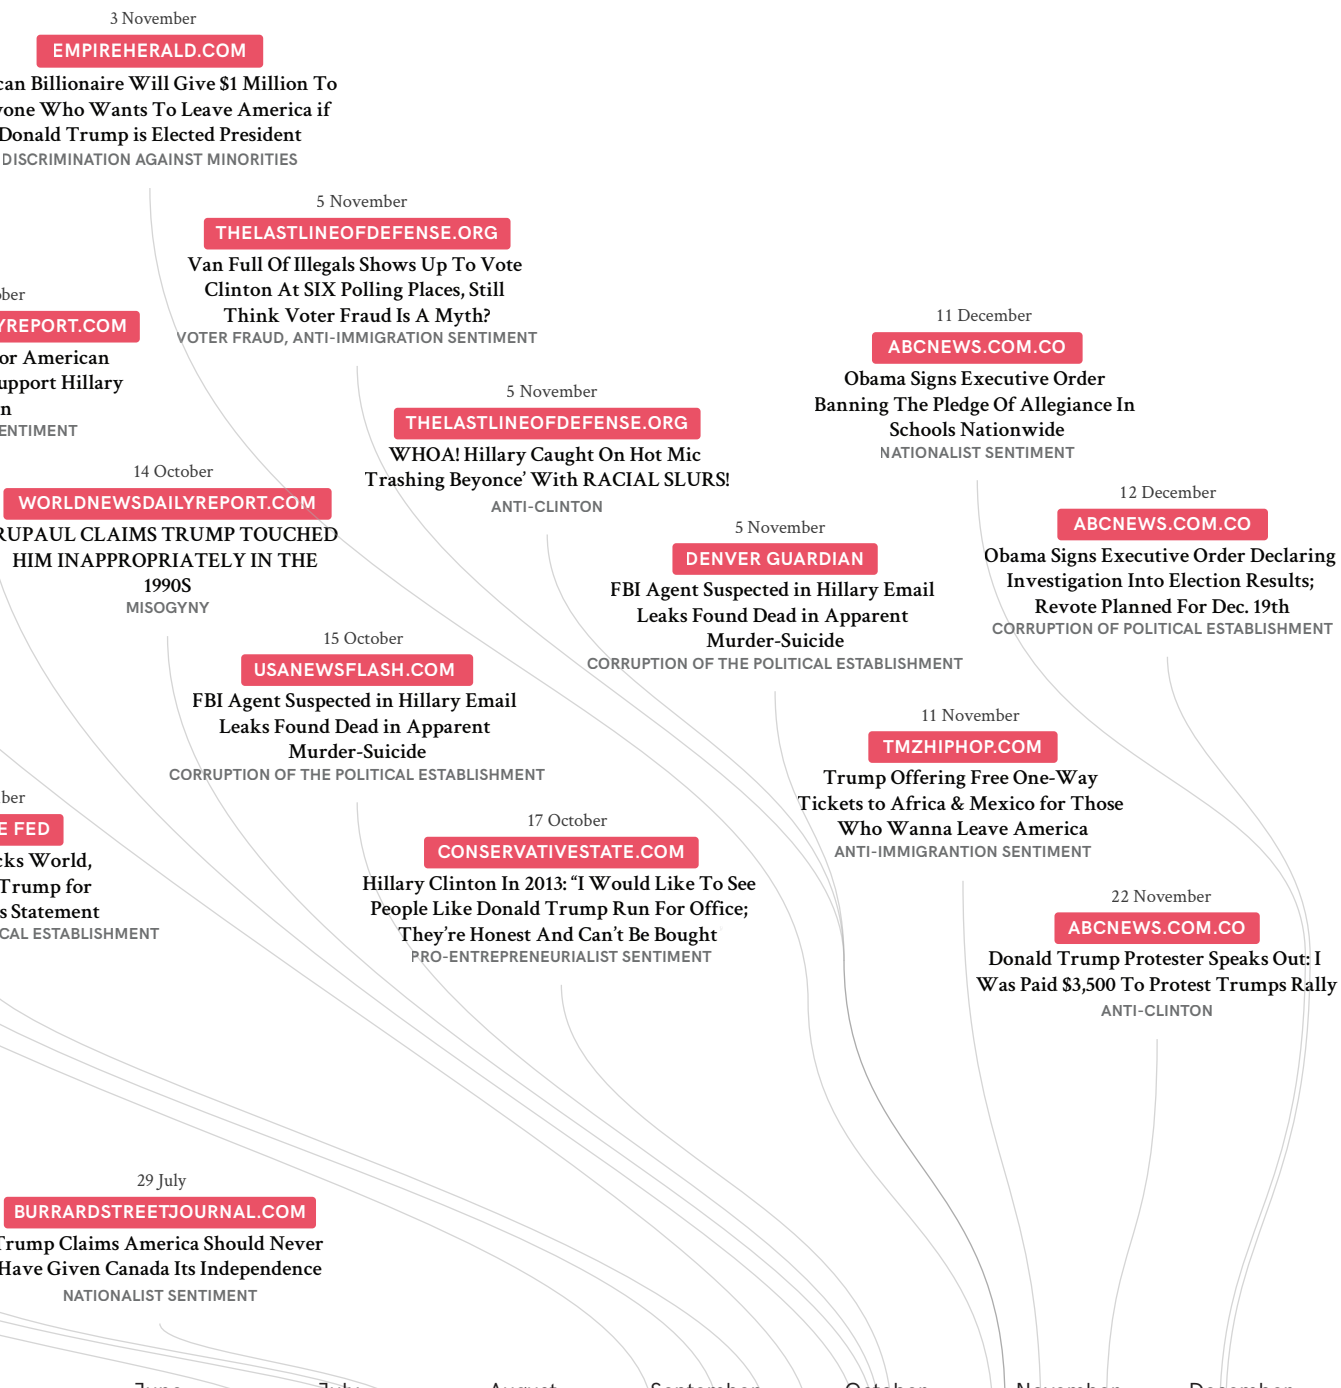 3 November
EMPIREHERALD.COM
can Billionaire Will Give $1 Million To
yone Who Wants To Leave America if
Donald Trump is Elected President
DISCRIMINATION AGAINST MINORITIES
5 November
THELASTLINEOFDEFENSE.ORG
Van Full Of Illegals Shows Up To Vote
Clinton At SIX Polling Places, Still
Think Voter Fraud Is A Myth?
VOTER FRAUD, ANTI-IMMIGRATION SENTIMENT
ber
YREPORT.COM
or American
upport Hillary
n
ENTIMENT
11 December
ABCNEWS.COM.CO
Obama Signs Executive Order
Banning The Pledge Of Allegiance In
Schools Nationwide
NATIONALIST SENTIMENT
5 November
THELASTLINEOFDEFENSE.ORG
WHOA! Hillary Caught On Hot Mic
Trashing Beyonce’ With RACIAL SLURS!
ANTI-CLINTON
14 October
WORLDNEWSDAILYREPORT.COM
RUPAUL CLAIMS TRUMP TOUCHED
HIM INAPPROPRIATELY IN THE
1990S
MISOGYNY
12 December
ABCNEWS.COM.CO
Obama Signs Executive Order Declaring
Investigation Into Election Results;
Revote Planned For Dec. 19th
CORRUPTION OF POLITICAL ESTABLISHMENT
5 November
DENVER GUARDIAN
FBI Agent Suspected in Hillary Email
Leaks Found Dead in Apparent
Murder-Suicide
CORRUPTION OF THE POLITICAL ESTABLISHMENT
15 October
USANEWSFLASH.COM
FBI Agent Suspected in Hillary Email
Leaks Found Dead in Apparent
Murder-Suicide
CORRUPTION OF THE POLITICAL ESTABLISHMENT
11 November
TMZHIPHOP.COM
Trump Offering Free One-Way
Tickets to Africa & Mexico for Those
Who Wanna Leave America
ANTI-IMMIGRANTION SENTIMENT
ber
E FED
cks World,
Trump for
s Statement
CAL ESTABLISHMENT
17 October
CONSERVATIVESTATE.COM
Hillary Clinton In 2013: “I Would Like To See
People Like Donald Trump Run For Office;
They’re Honest And Can’t Be Bought
PRO-ENTREPRENEURIALIST SENTIMENT
22 November
ABCNEWS.COM.CO
Donald Trump Protester Speaks Out: I
Was Paid $3,500 To Protest Trumps Rally
ANTI-CLINTON
29 July
BURRARDSTREETJOURNAL.COM
Trump Claims America Should Never
Have Given Canada Its Independence
NATIONALIST SENTIMENT
June July August September October November December